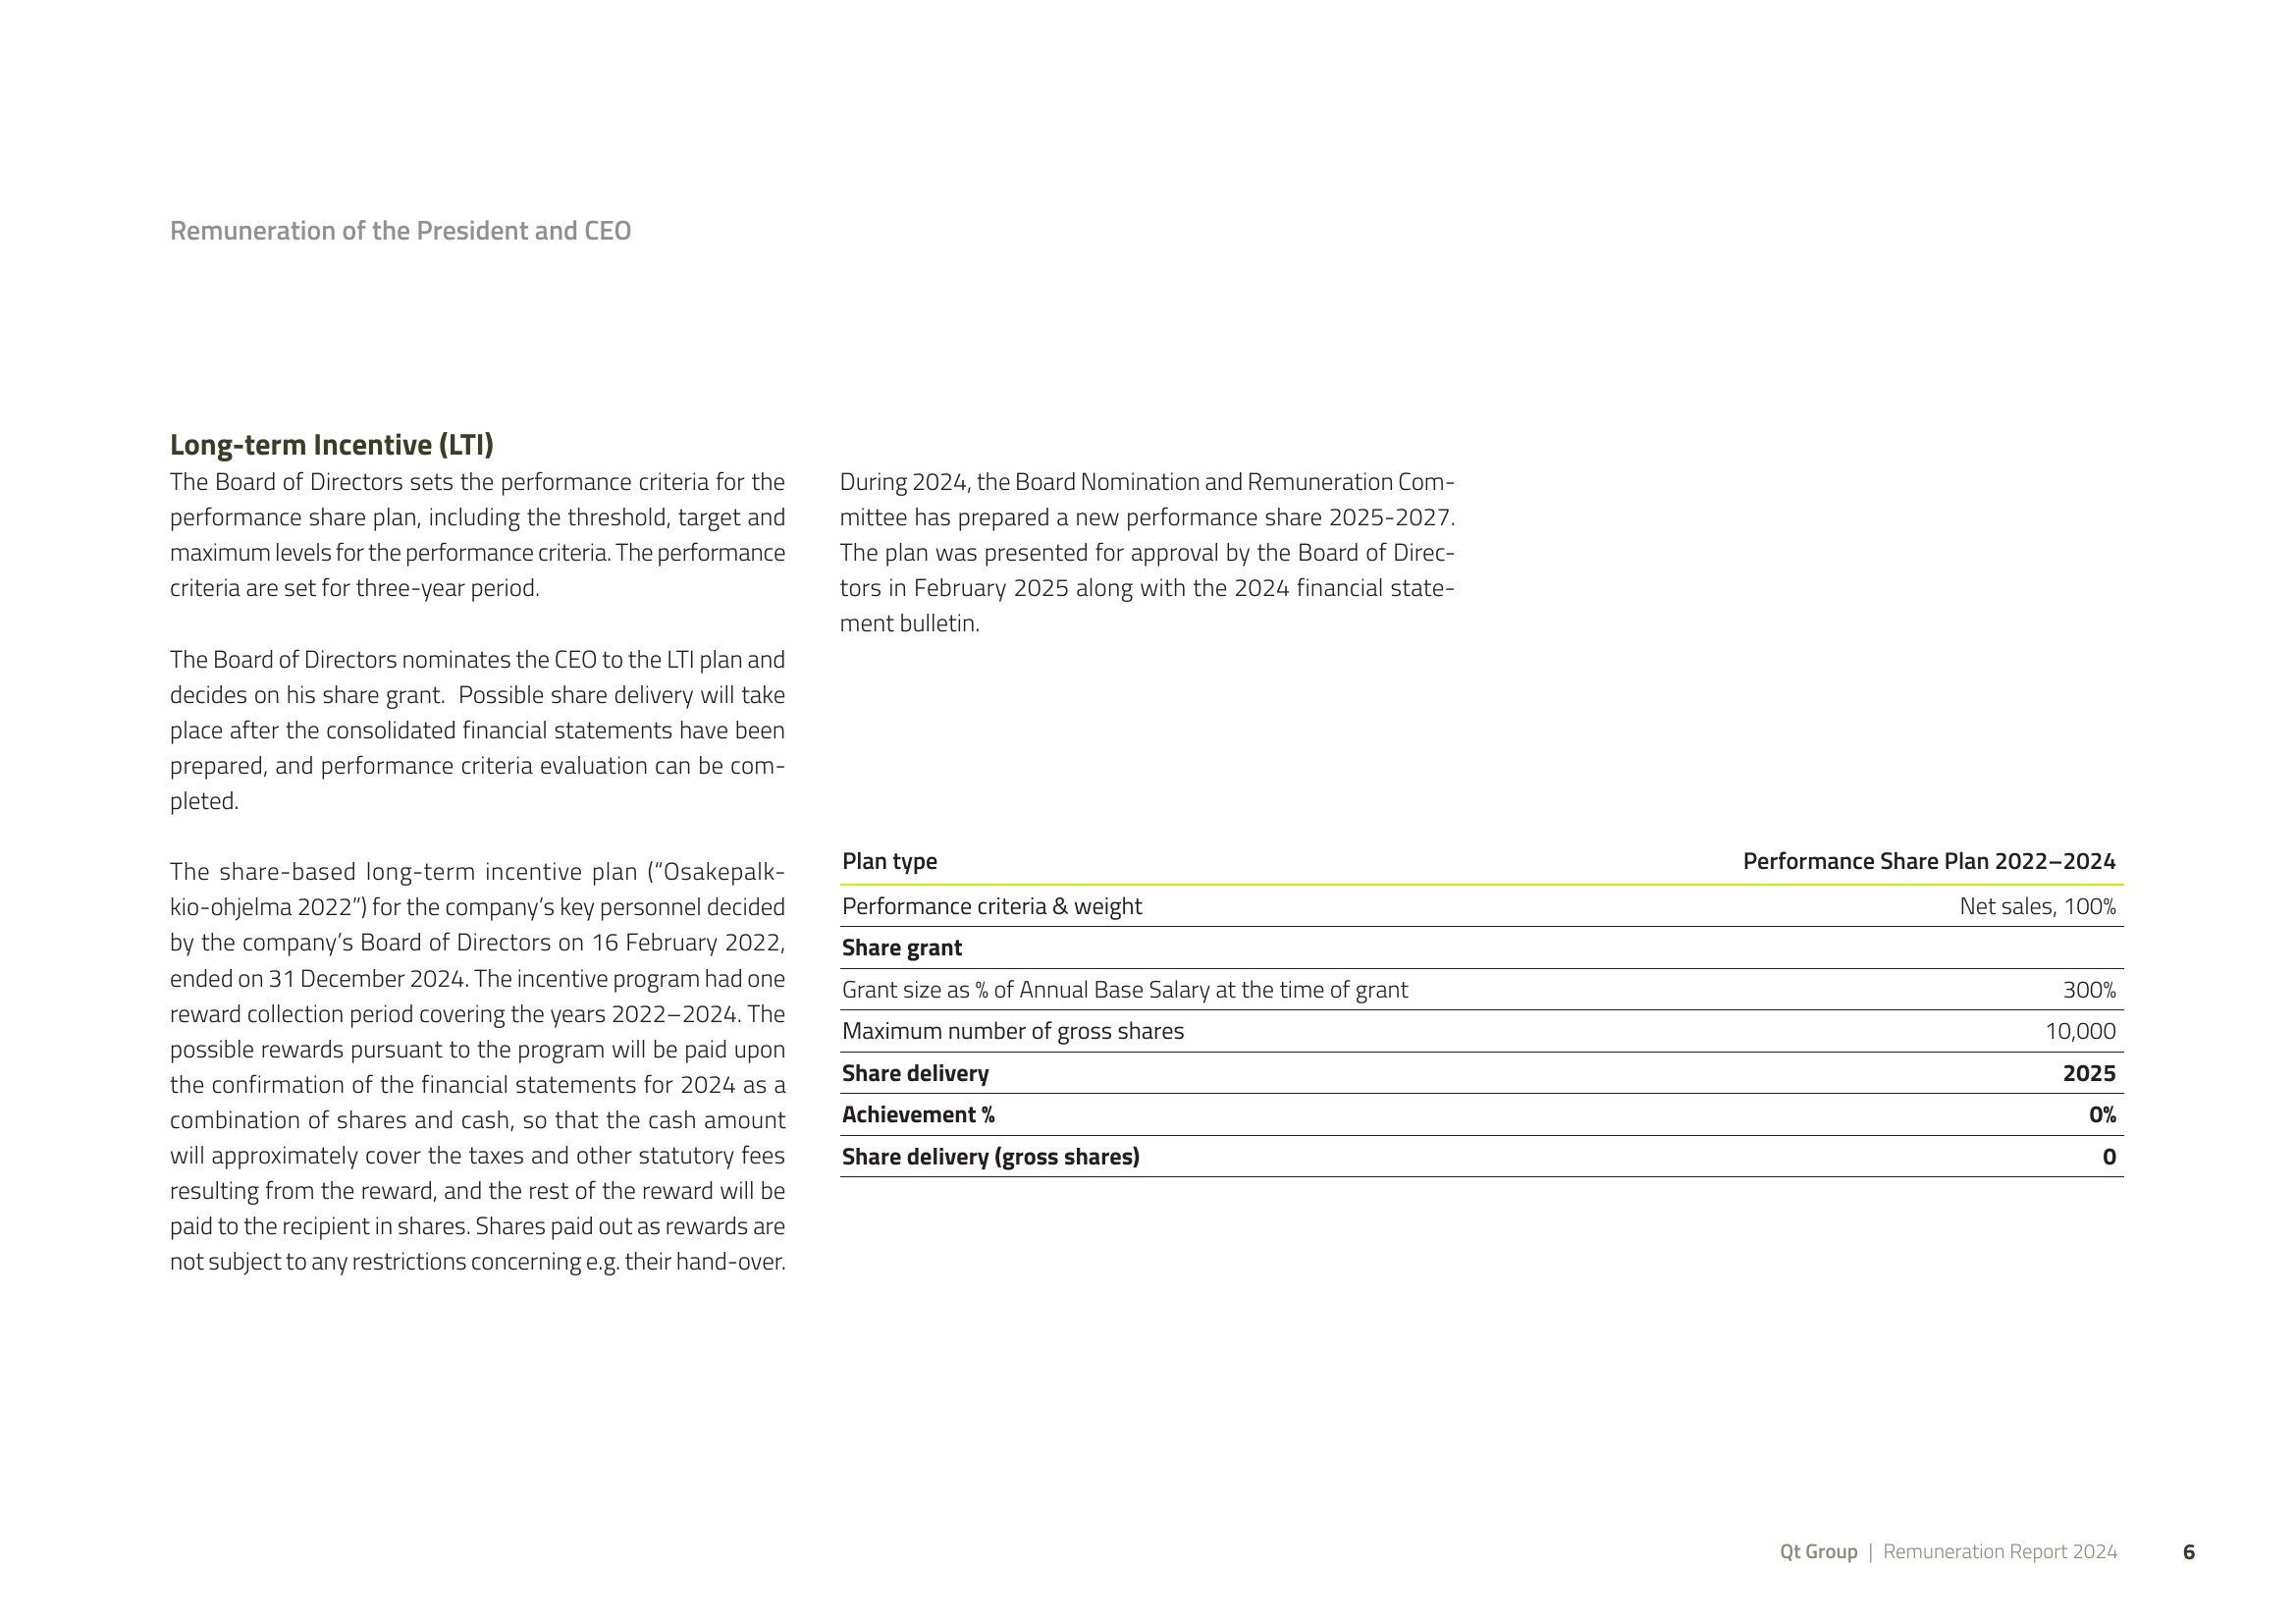 Remuneration of the President and CEO
Long-term Incentive (LTI)
The Board of Directors sets the performance criteria for the
performance share plan, including the threshold, target and
maximum levels for the performance criteria. The performance
criteria are set for three-year period.
The Board of Directors nominates the CEO to the LTI plan and
decides on his share grant.  Possible share delivery will take
place after the consolidated financial statements have been
prepared, and performance criteria evaluation can be com-
pleted.
The share-based long-term incentive plan (“Osakepalk-
kio-ohjelma 2022”) for the company’s key personnel decided
by the company’s Board of Directors on 16 February 2022,
ended on 31 December 2024. The incentive program had one
reward collection period covering the years 2022–2024. The
possible rewards pursuant to the program will be paid upon
the confirmation of the financial statements for 2024 as a
combination of shares and cash, so that the cash amount
will approximately cover the taxes and other statutory fees
resulting from the reward, and the rest of the reward will be
paid to the recipient in shares. Shares paid out as rewards are
not subject to any restrictions concerning e.g. their hand-over.
During 2024, the Board Nomination and Remuneration Com-
mittee has prepared a new performance share 2025-2027.
The plan was presented for approval by the Board of Direc-
tors in February 2025 along with the 2024 financial state-
ment bulletin.
Plan type Performance Share Plan 2022–2024
Performance criteria & weight Net sales, 100%
Share grant
Grant size as % of Annual Base Salary at the time of grant 300%
Maximum number of gross shares 10,000
Share delivery 2025
Achievement % 0%
Share delivery (gross shares) 0
Qt Group | Remuneration Report 2024 6